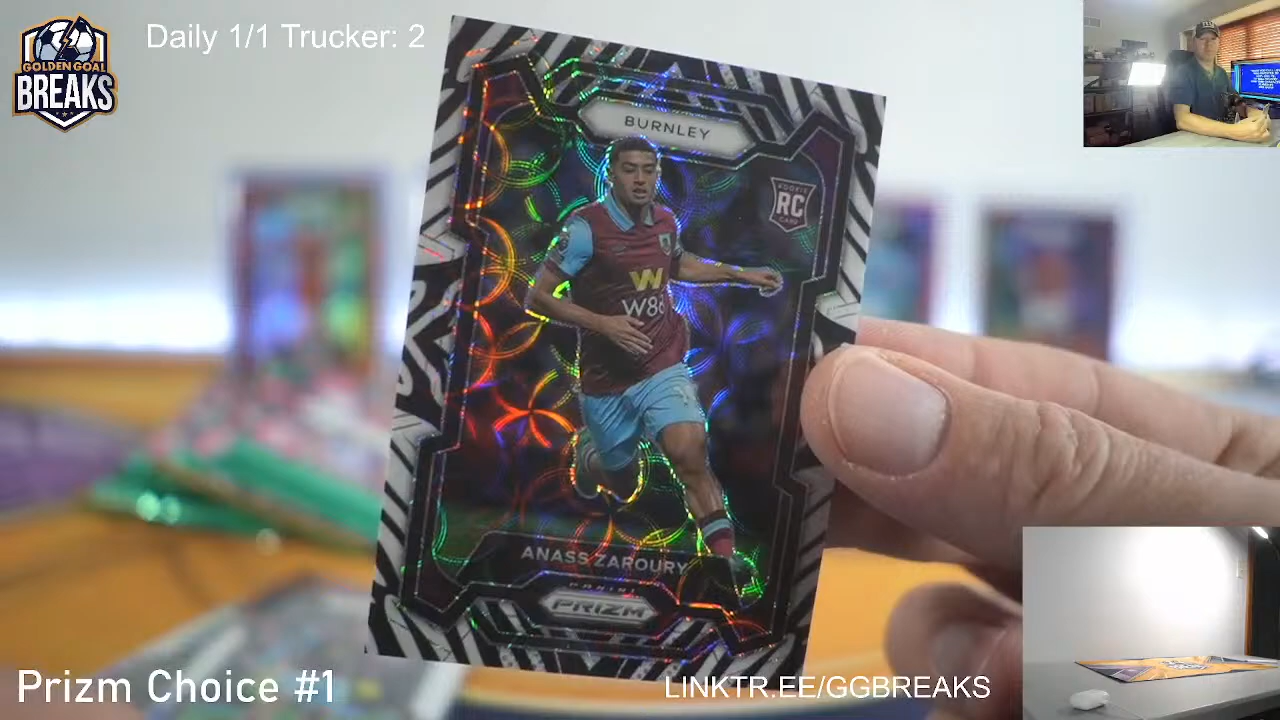 GOLDEN GOAL
BREAKS
Daily 1/1 Trucker: 2
BURNLEY
ROOKIE
RC
CARD
W
W88
ANASS ZAROURY
PANINI
PRIZM
Prizm Choice #1
LINKTR.EE/GGBREAKS